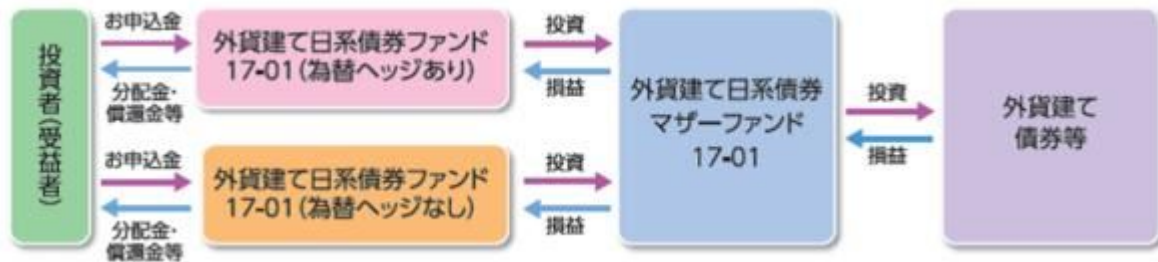 投資者（受益者）
お申込金
分配金・
償還金等
外貨建て日系債券ファンド
17-01（為替ヘッジあり）
投資
損益
お申込金
分配金・
償還金等
外貨建て日系債券ファンド
17-01（為替ヘッジなし）
投資
損益
外貨建て日系債券
マザーファンド
17-01
投資
損益
外貨建て
債券等